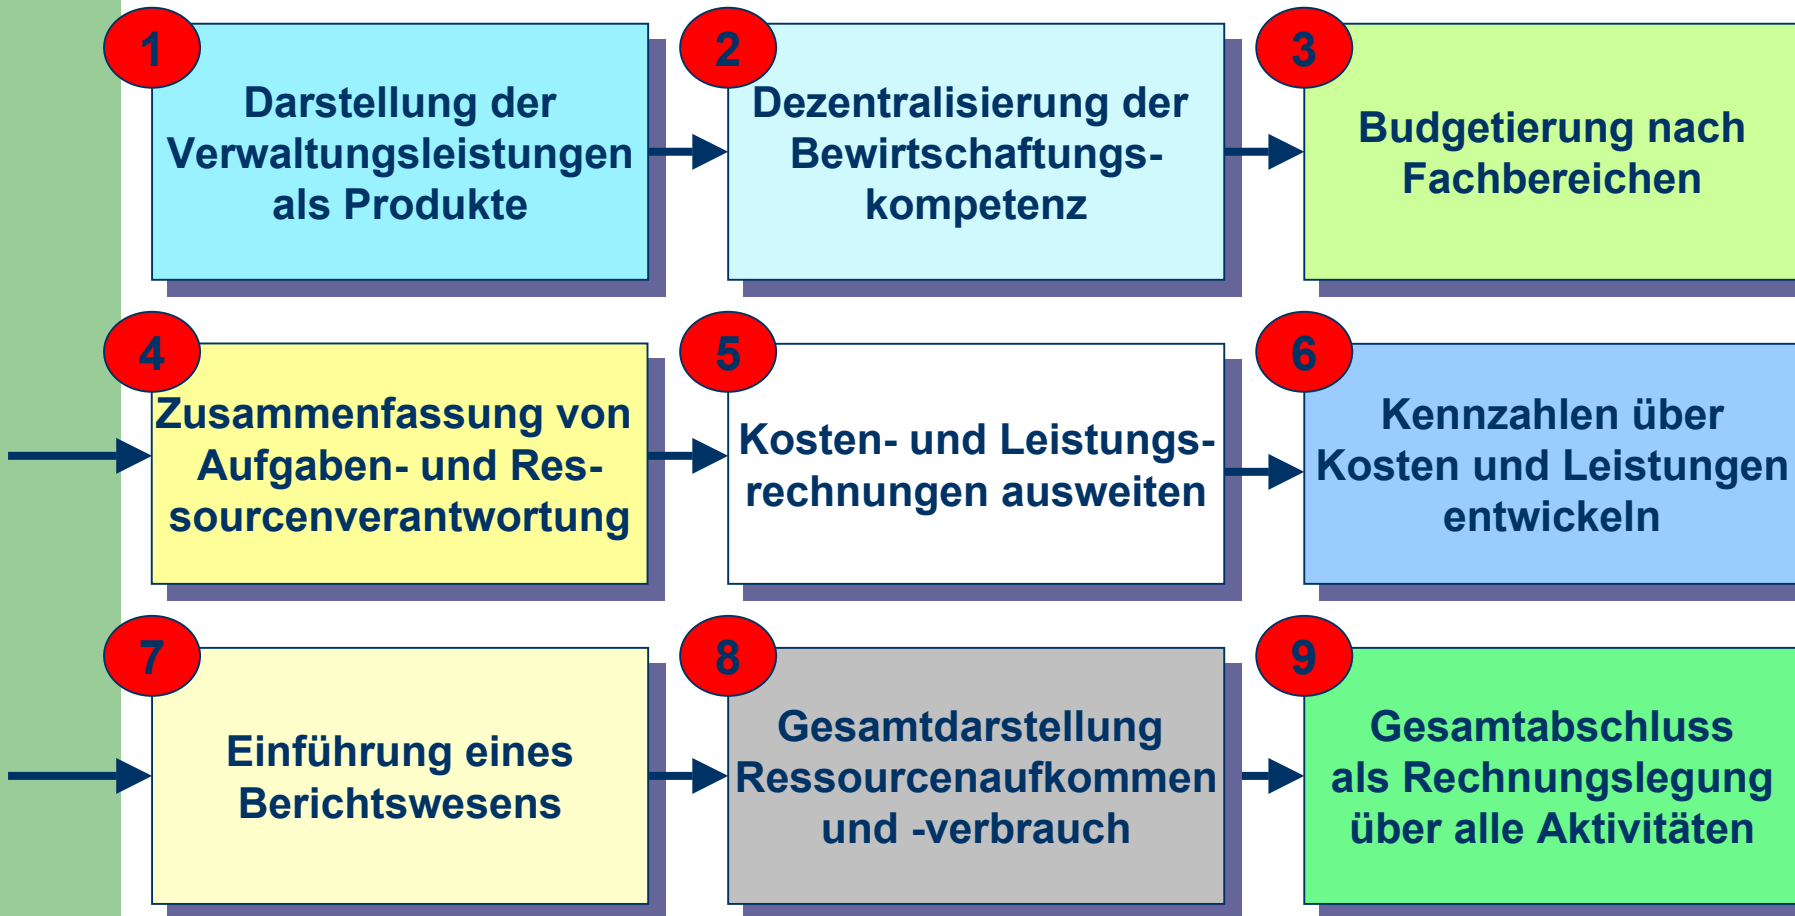 1
Darstellung der
Verwaltungsleistungen
als Produkte
2
Dezentralisierung der
Bewirtschaftungs-
kompetenz
3
Budgetierung nach
Fachbereichen
4
Zusammenfassung von
Aufgaben- und Res-
sourcenverantwortung
5
Kosten- und Leistungs-
rechnungen ausweiten
6
Kennzahlen über
Kosten und Leistungen
entwickeln
7
Einführung eines
Berichtswesens
8
Gesamtdarstellung
Ressourcenaufkommen
und -verbrauch
9
Gesamtabschluss
als Rechnungslegung
über alle Aktivitäten